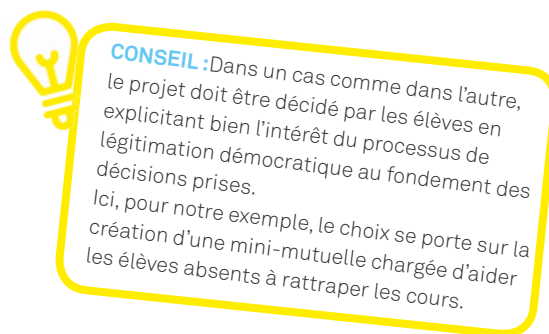 CONSEIL :Dans un cas comme dans l'autre,
le projet doit être décidé par les élèves en
explicitant bien l'intérêt du processus de
légitimation démocratique au fondement des
décisions prises.
Ici, pour notre exemple, le choix se porte sur la
création d'une mini-mutuelle chargée d'aider
les élèves absents à rattraper les cours.